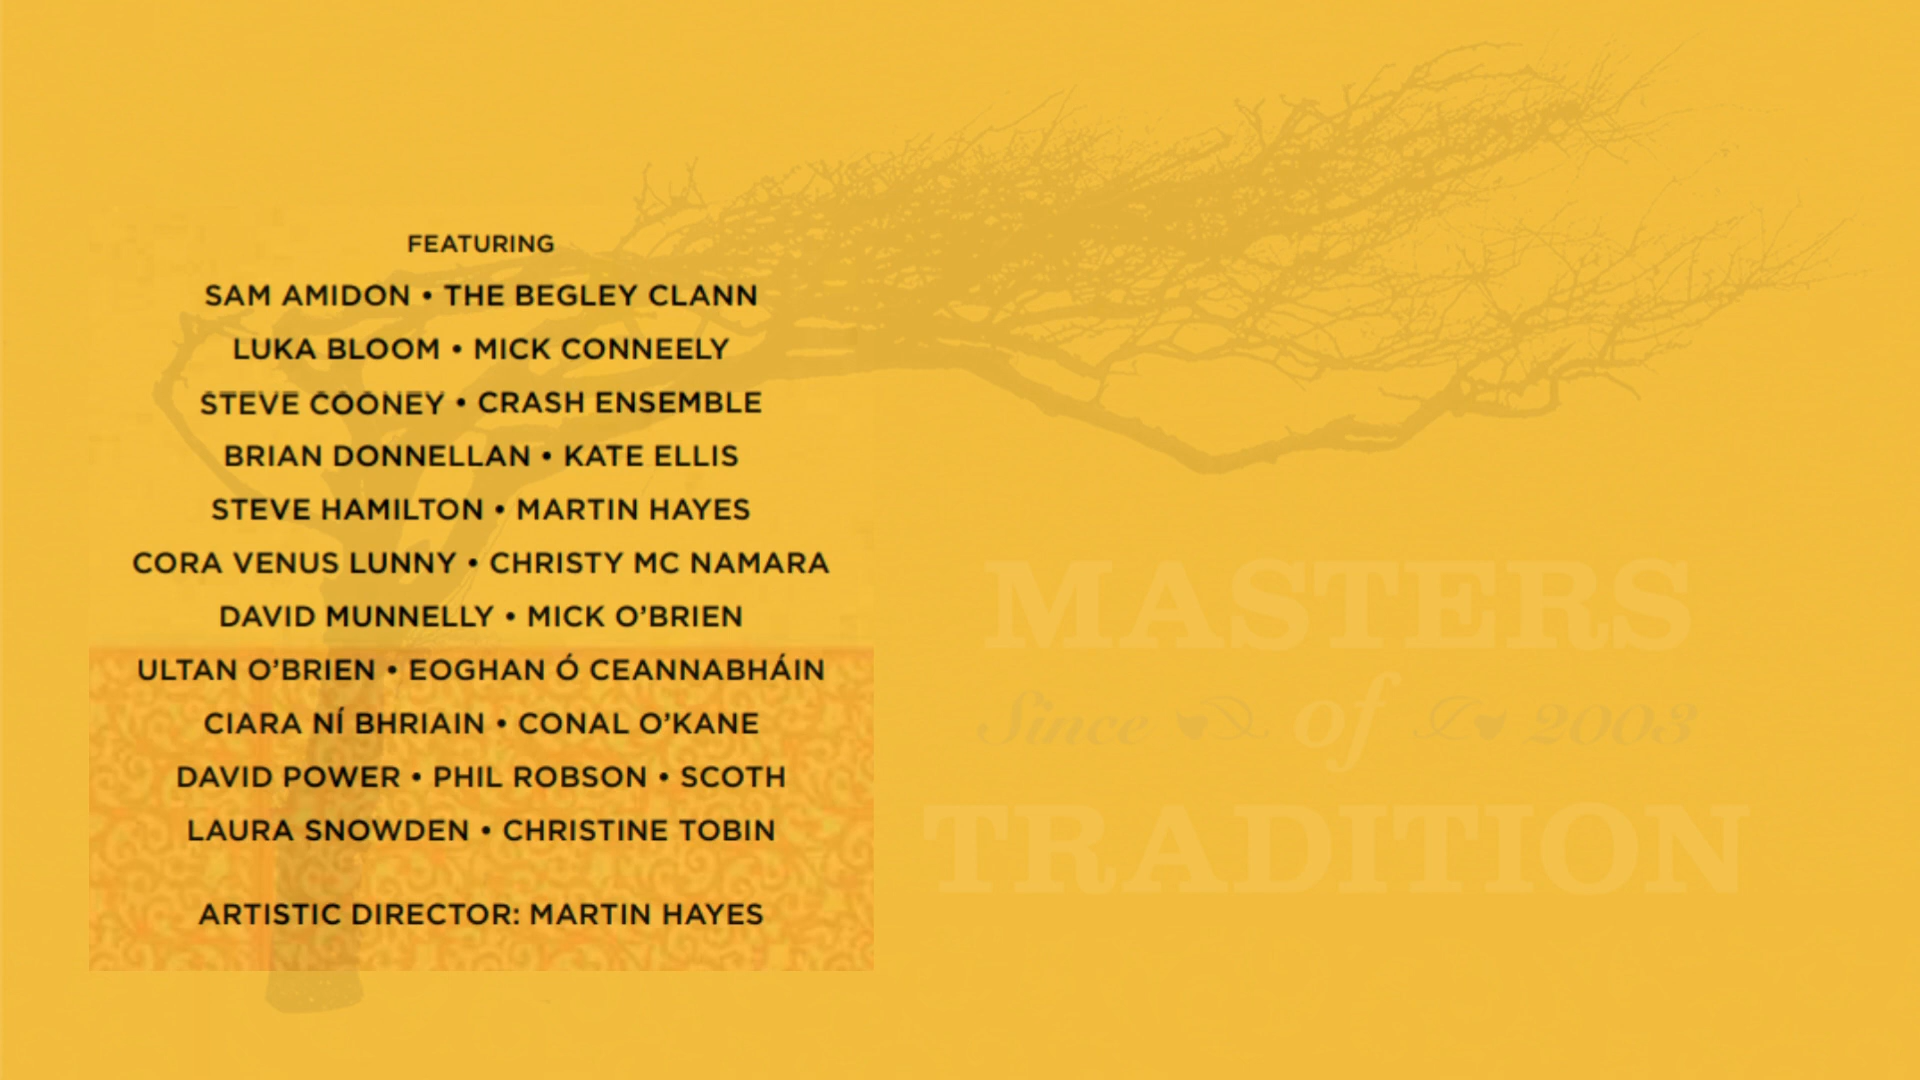 FEATURING
SAM AMIDON • THE BEGLEY CLANN
LUKA BLOOM • MICK CONNEELY
STEVE COONEY • CRASH ENSEMBLE
BRIAN DONNELLAN • KATE ELLIS
STEVE HAMILTON • MARTIN HAYES
CORA VENUS LUNNY • CHRISTY MC NAMARA
DAVID MUNNELLY • MICK O’BRIEN
ULTAN O’BRIEN • EOGHAN Ó CEANNABHÁIN
CIARA NÍ BHRIAIN • CONAL O’KANE
DAVID POWER • PHIL ROBSON • SCOTH
LAURA SNOWDEN • CHRISTINE TOBIN
ARTISTIC DIRECTOR: MARTIN HAYES
MASTERS
Since of 2003
TRADITION